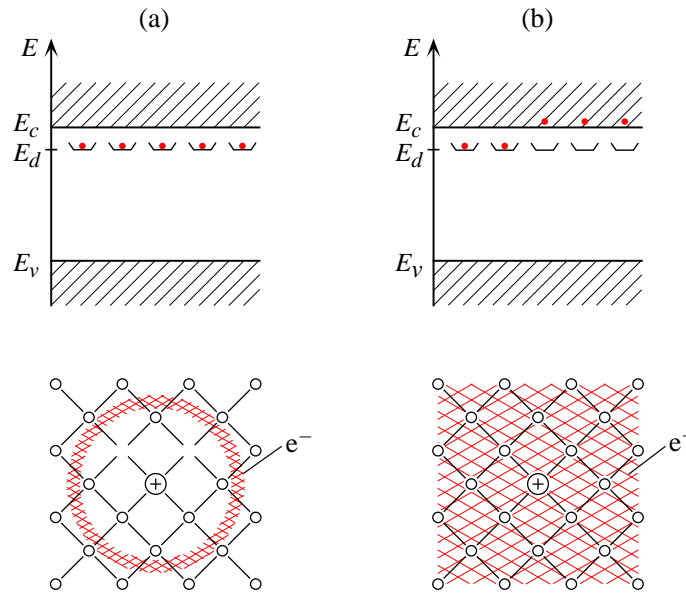 (a) (b)
E E
E_c E_c
E_d E_d
E_v E_v
e⁻ e⁻
+ +